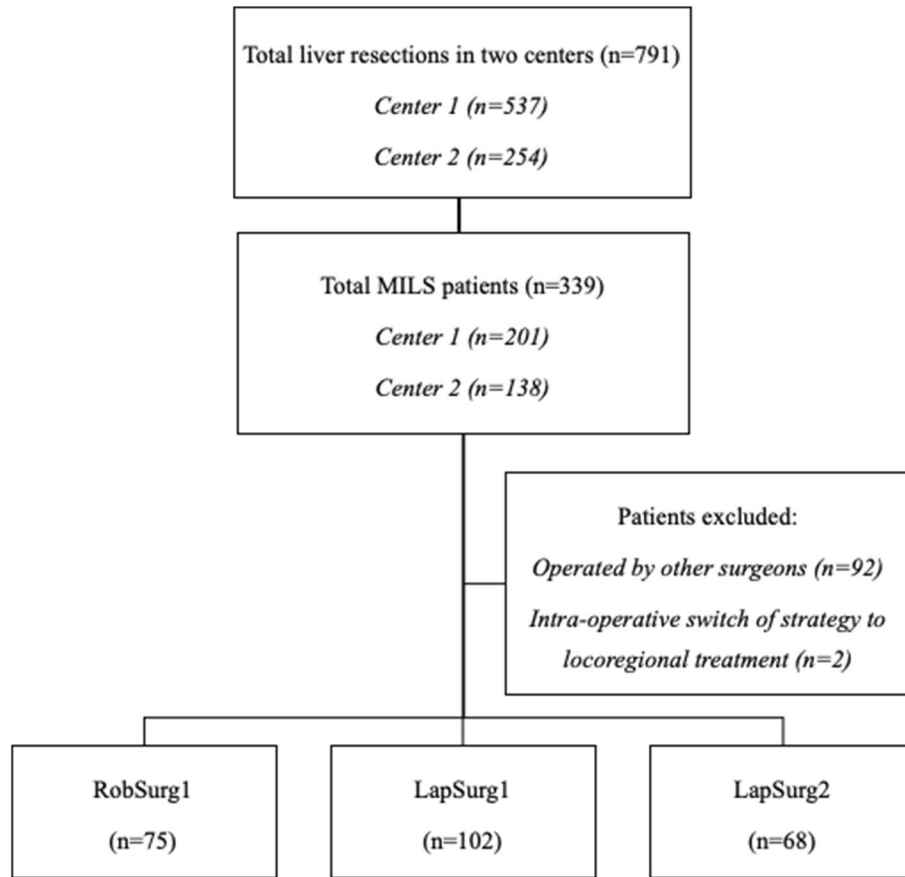 Total liver resections in two centers (n=791)
Center 1 (n=537)
Center 2 (n=254)
Total MILS patients (n=339)
Center 1 (n=201)
Center 2 (n=138)
Patients excluded:
Operated by other surgeons (n=92)
Intra-operative switch of strategy to
locoregional treatment (n=2)
RobSurg1
(n=75)
LapSurg1
(n=102)
LapSurg2
(n=68)